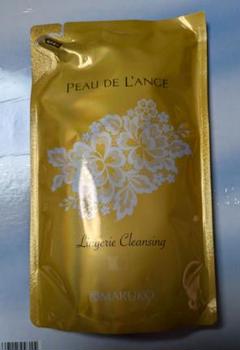 PEAU DE L'ANGE
Lingerie Cleansing
MARUKO